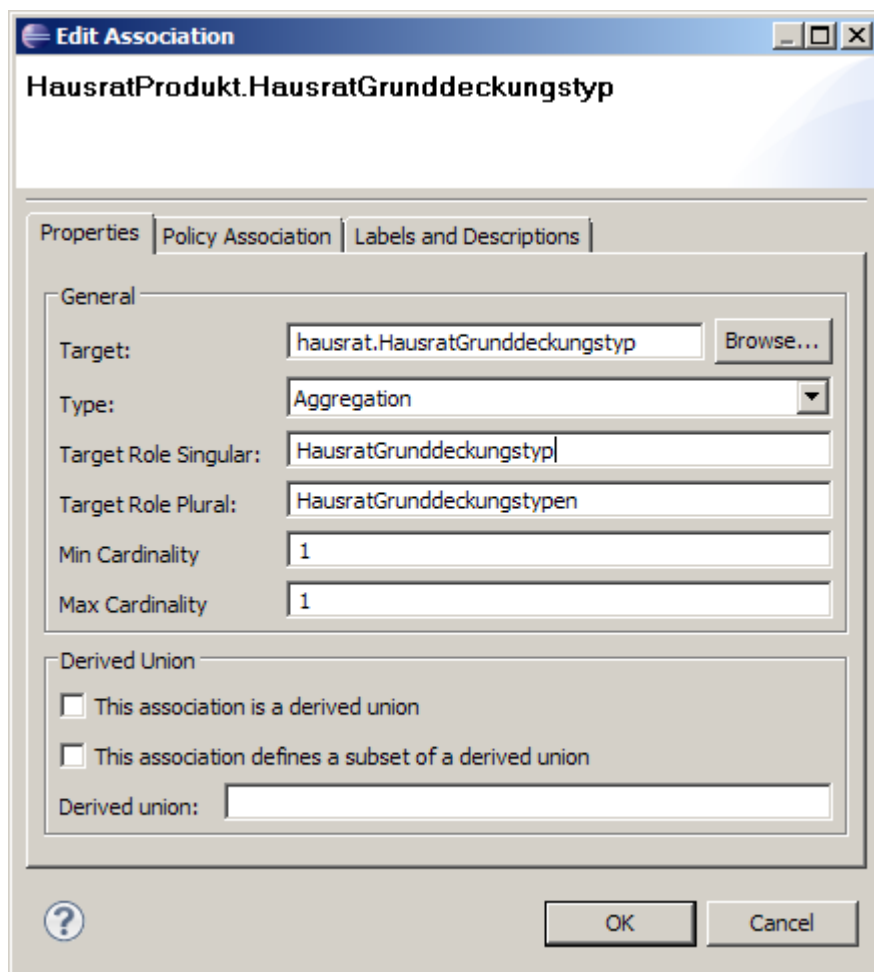 Edit Association
HausratProdukt.HausratGrunddeckungstyp
Properties Policy Association Labels and Descriptions
General
Target: hausrat.HausratGrunddeckungstyp Browse...
Type: Aggregation
Target Role Singular: HausratGrunddeckungstyp
Target Role Plural: HausratGrunddeckungstypen
Min Cardinality 1
Max Cardinality 1
Derived Union
This association is a derived union
This association defines a subset of a derived union
Derived union:
? OK Cancel